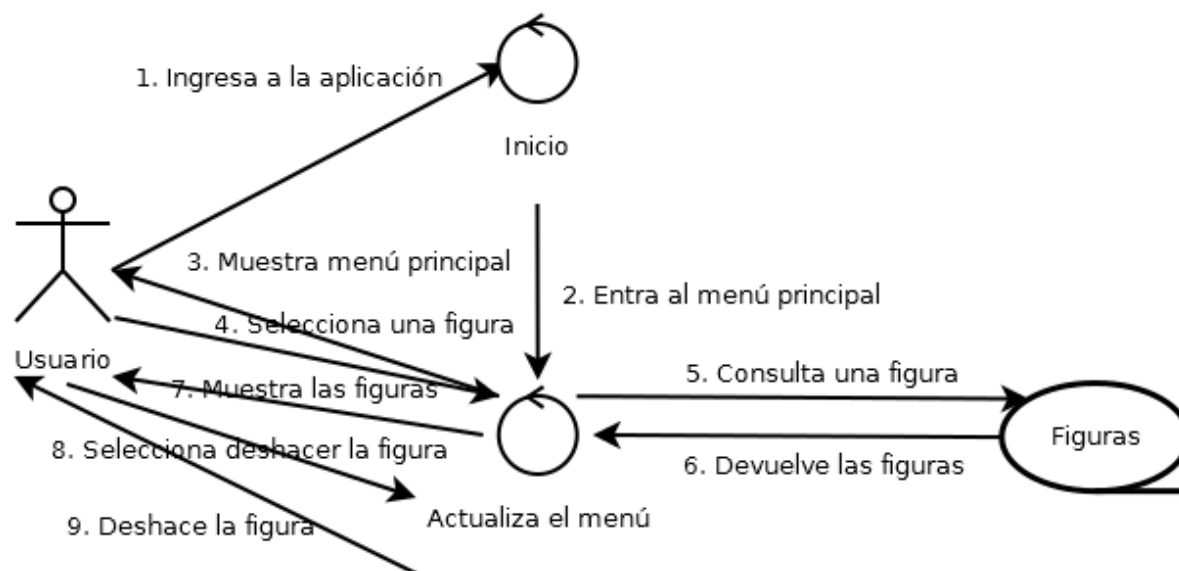 1. Ingresa a la aplicación
Inicio
3. Muestra menú principal
2. Entra al menú principal
4. Selecciona una figura
Usuario
7. Muestra las figuras
5. Consulta una figura
Figuras
8. Selecciona deshacer la figura
6. Devuelve las figuras
Actualiza el menú
9. Deshace la figura